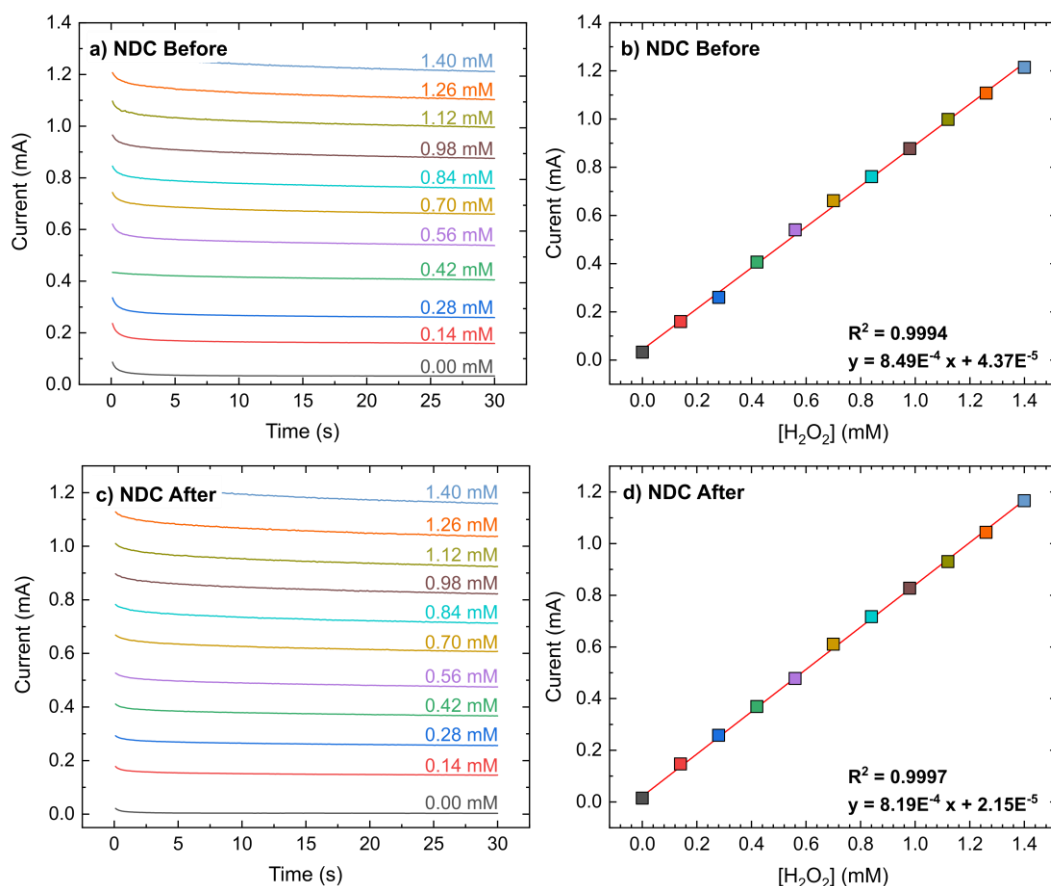 a) NDC Before
1.40 mM
1.26 mM
1.12 mM
0.98 mM
0.84 mM
0.70 mM
0.56 mM
0.42 mM
0.28 mM
0.14 mM
0.00 mM
1.4
1.2
1.0
0.8
0.6
0.4
0.2
0.0
Current (mA)
0 5 10 15 20 25 30
Time (s)
b) NDC Before
1.4
1.2
1.0
0.8
0.6
0.4
0.2
0.0
Curent (mA)
R² = 0.9994
y = 8.49E⁻⁴ x + 4.37E⁻⁵
0.0 0.2 0.4 0.6 0.8 1.0 1.2 1.4
[H₂O₂] (mM)
c) NDC After
1.40 mM
1.26 mM
1.12 mM
0.98 mM
0.84 mM
0.70 mM
0.56 mM
0.42 mM
0.28 mM
0.14 mM
0.00 mM
1.2
1.0
0.8
0.6
0.4
0.2
0.0
Current (mA)
0 5 10 15 20 25 30
Time (s)
d) NDC After
1.2
1.0
0.8
0.6
0.4
0.2
0.0
Curent (mA)
R² = 0.9997
y = 8.19E⁻⁴ x + 2.15E⁻⁵
0.0 0.2 0.4 0.6 0.8 1.0 1.2 1.4
[H₂O₂] (mM)